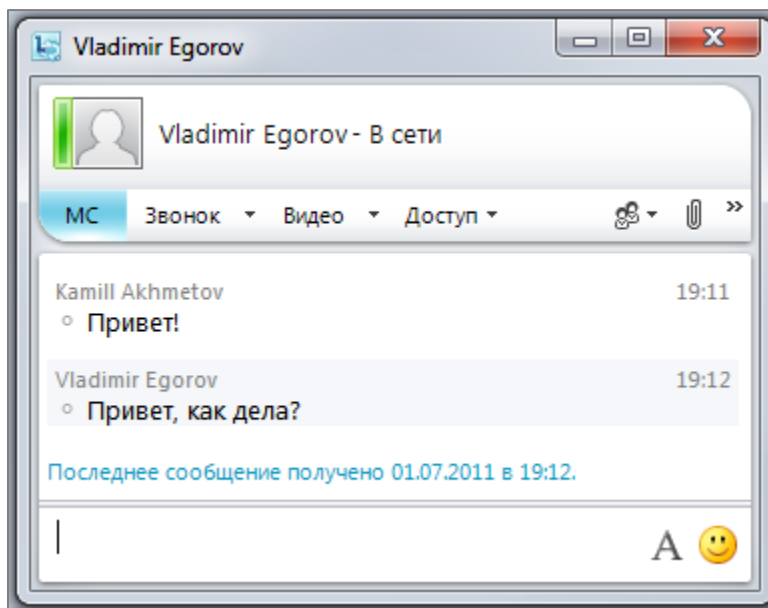 Vladimir Egorov
Vladimir Egorov - В сети
МС Звонок Видео Доступ
Kamill Akhmetov 19:11
Привет!
Vladimir Egorov 19:12
Привет, как дела?
Последнее сообщение получено 01.07.2011 в 19:12.
A